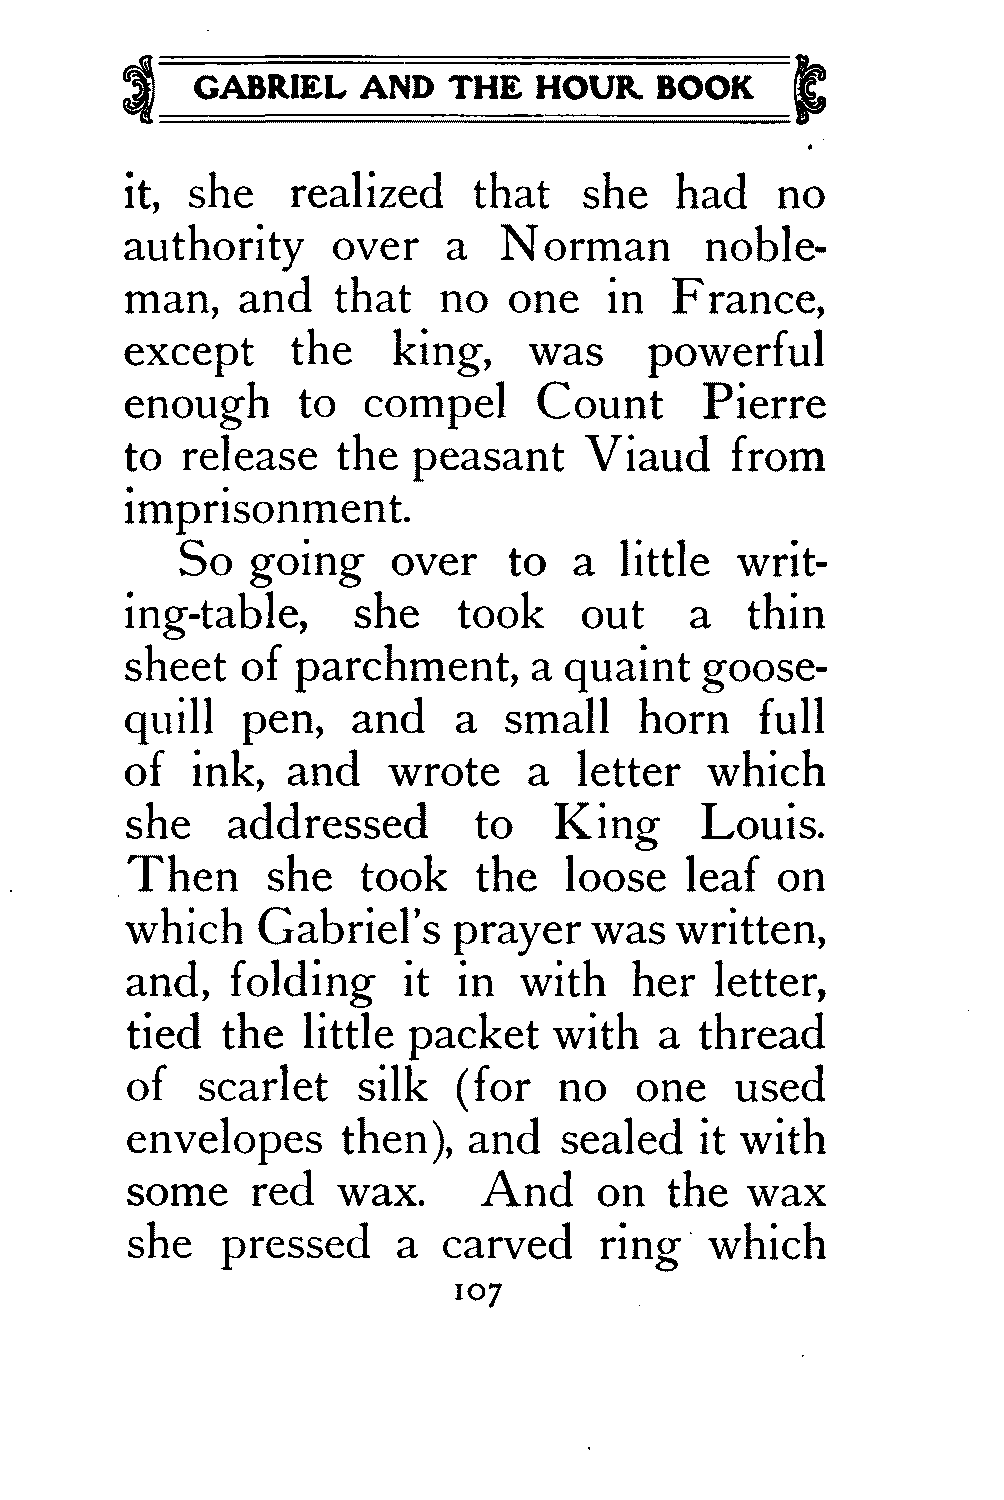 GABRIEL AND THE HOUR BOOK
it, she realized that she had no
authority over a Norman noble-
man, and that no one in France,
except the king, was powerful
enough to compel Count Pierre
to release the peasant Viaud from
imprisonment.
So going over to a little writ-
ing-table, she took out a thin
sheet of parchment, a quaint goose-
quill pen, and a small horn full
of ink, and wrote a letter which
she addressed to King Louis.
Then she took the loose leaf on
which Gabriel's prayer was written,
and, folding it in with her letter,
tied the little packet with a thread
of scarlet silk (for no one used
envelopes then), and sealed it with
some red wax. And on the wax
she pressed a carved ring which
107